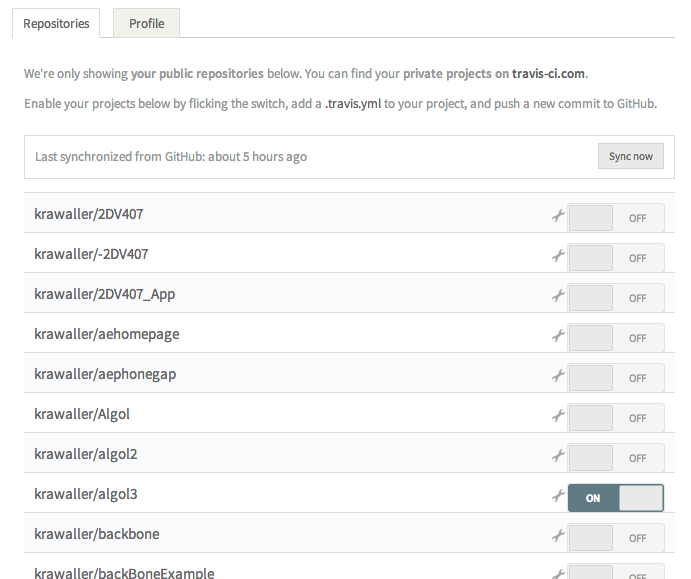 Repositories Profile
We're only showing your public repositories below. You can find your private projects on travis-ci.com.
Enable your projects below by flicking the switch, add a .travis.yml to your project, and push a new commit to GitHub.
Last synchronized from GitHub: about 5 hours ago Sync now
krawaller/2DV407 OFF
krawaller/-2DV407 OFF
krawaller/2DV407_App OFF
krawaller/aehomepage OFF
krawaller/aephonegap OFF
krawaller/Algol OFF
krawaller/algol2 OFF
krawaller/algol3 ON
krawaller/backbone OFF
krawaller/backBoneExample OFF